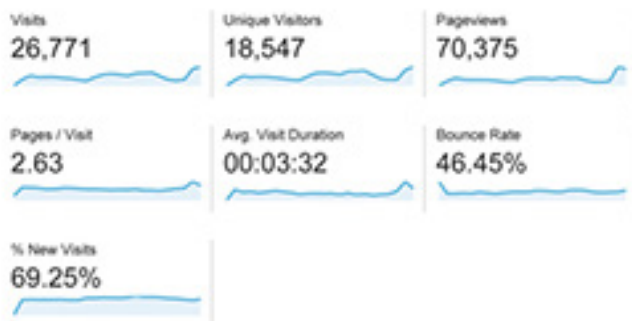 Visits
26,771
Unique Visitors
18,547
Pageviews
70,375
Pages / Visit
2.63
Avg. Visit Duration
00:03:32
Bounce Rate
46.45%
% New Visits
69.25%